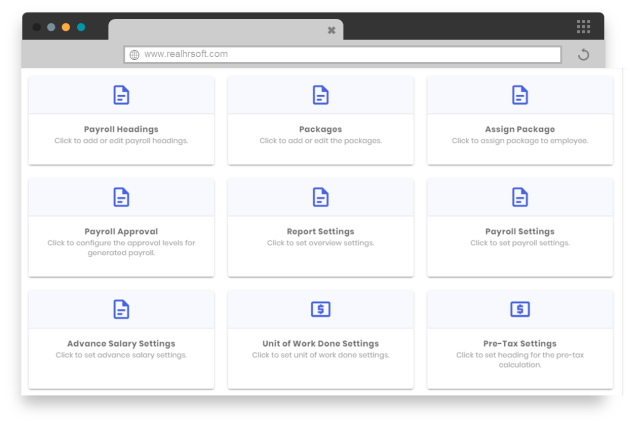 www.realhrsoft.com
Payroll Headings
Click to add or edit payroll headings.
Packages
Click to add or edit the packages.
Assign Package
Click to assign package to employee.
Payroll Approval
Click to configure the approval levels for
generated payroll.
Report Settings
Click to set overview settings.
Payroll Settings
Click to set payroll settings.
Advance Salary Settings
Click to set advance salary settings.
Unit of Work Done Settings
Click to set unit of work done settings.
Pre-Tax Settings
Click to set heading for the pre-tax
calculation.